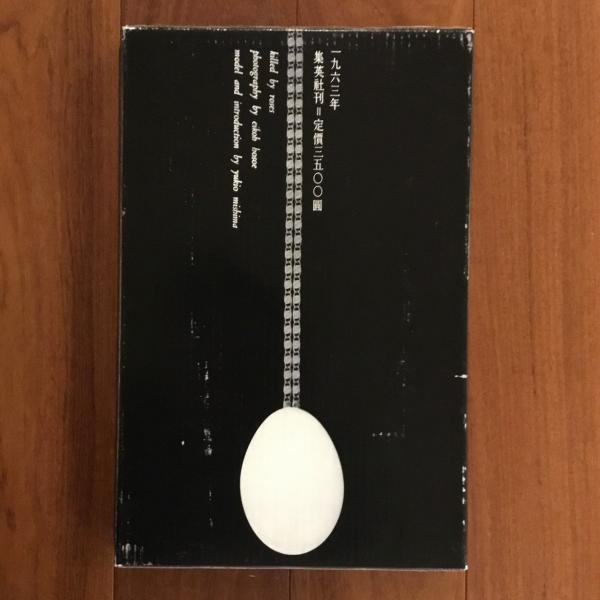 一九六三年
集英社刊=定價三五〇〇圓
killed by roses
photography by eikoh hosoe
model and introduction by yukio mishima